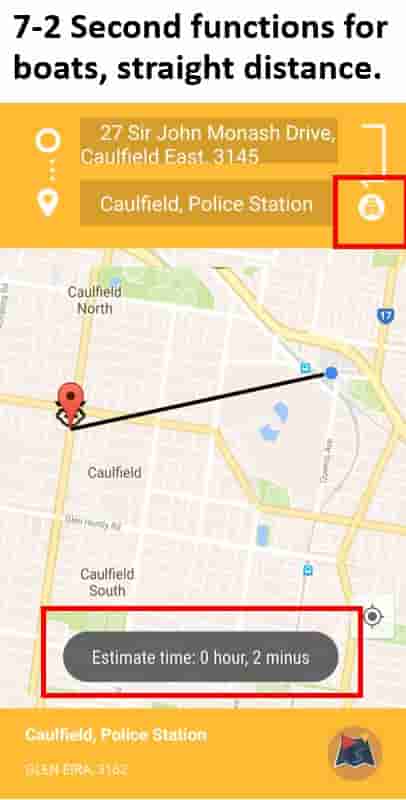 7-2 Second functions for
boats, straight distance.
27 Sir John Monash Drive,
Caulfield East. 3145
Caulfield, Police Station
Caulfield
North
17
Caulfield
Glen Huntly Rd
Caulfield
South
Estimate time: 0 hour, 2 minus
Caulfield, Police Station
GLEN EIRA, 3162